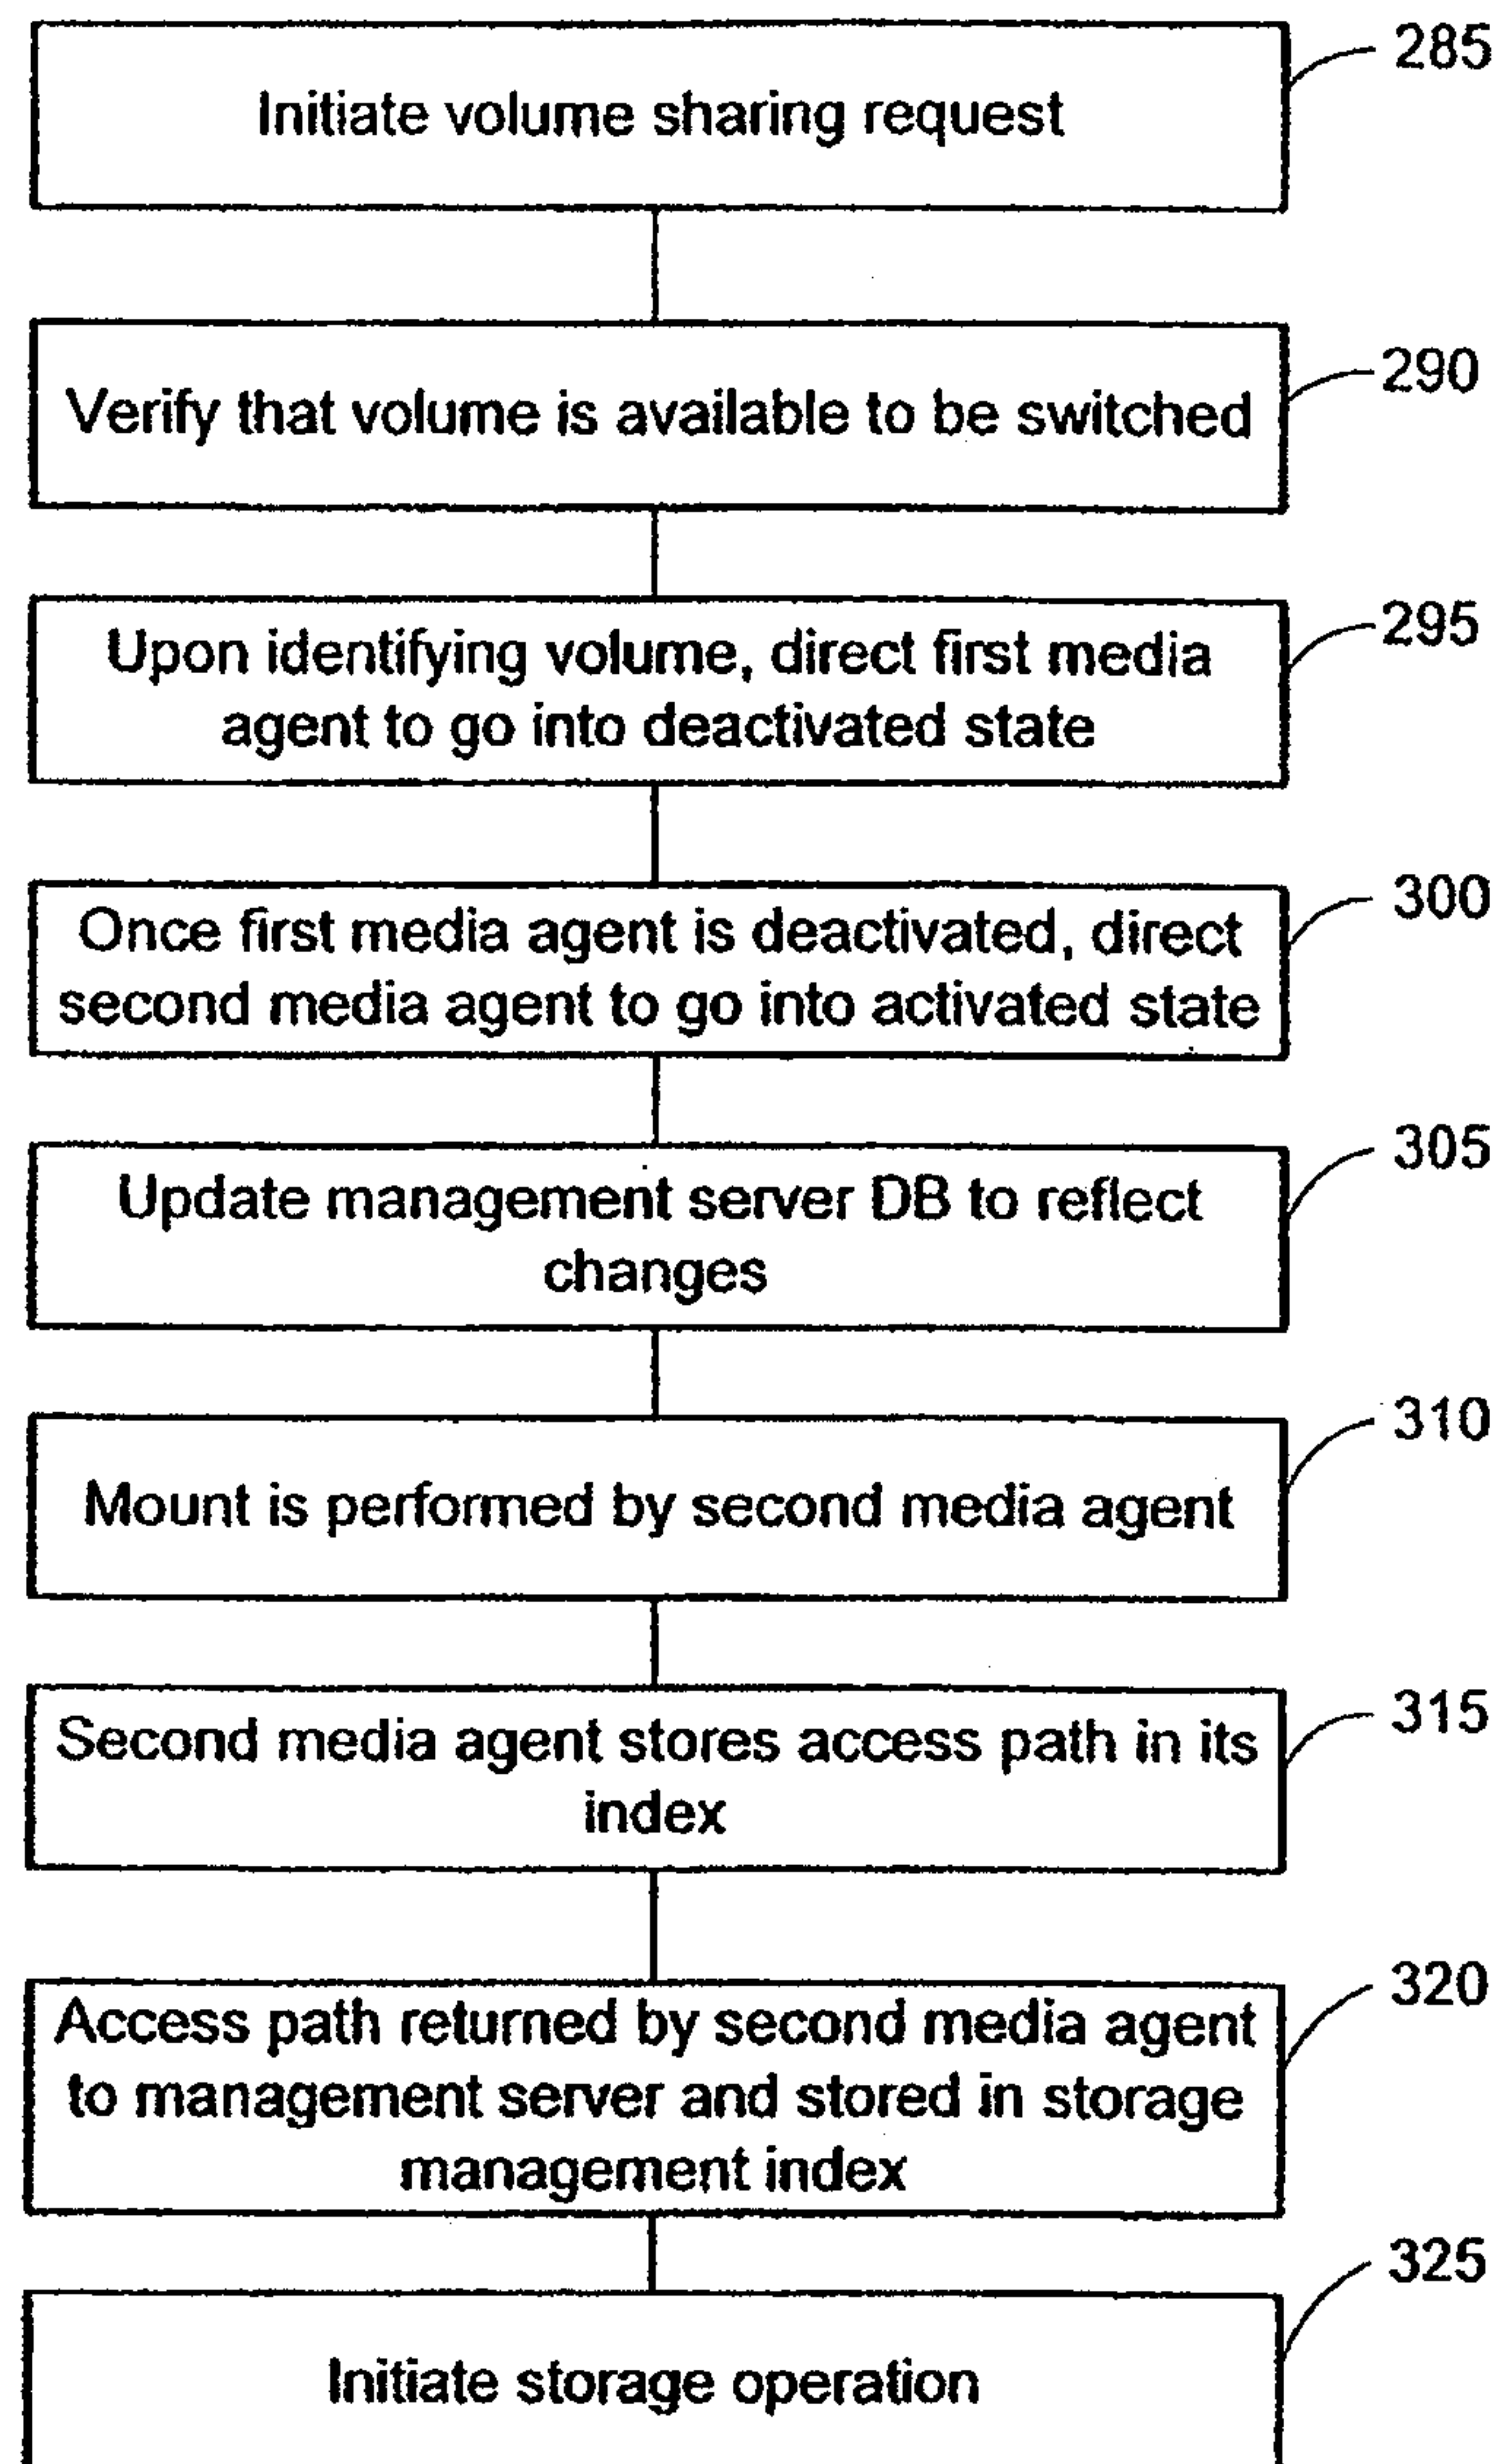 285
Initiate volume sharing request
290
Verify that volume is available to be switched
295
Upon identifying volume, direct first media
agent to go into deactivated state
300
Once first media agent is deactivated, direct
second media agent to go into activated state
305
Update management server DB to reflect
changes
310
Mount is performed by second media agent
315
Second media agent stores access path in its
index
320
Access path returned by second media agent
to management server and stored in storage
management index
325
Initiate storage operation